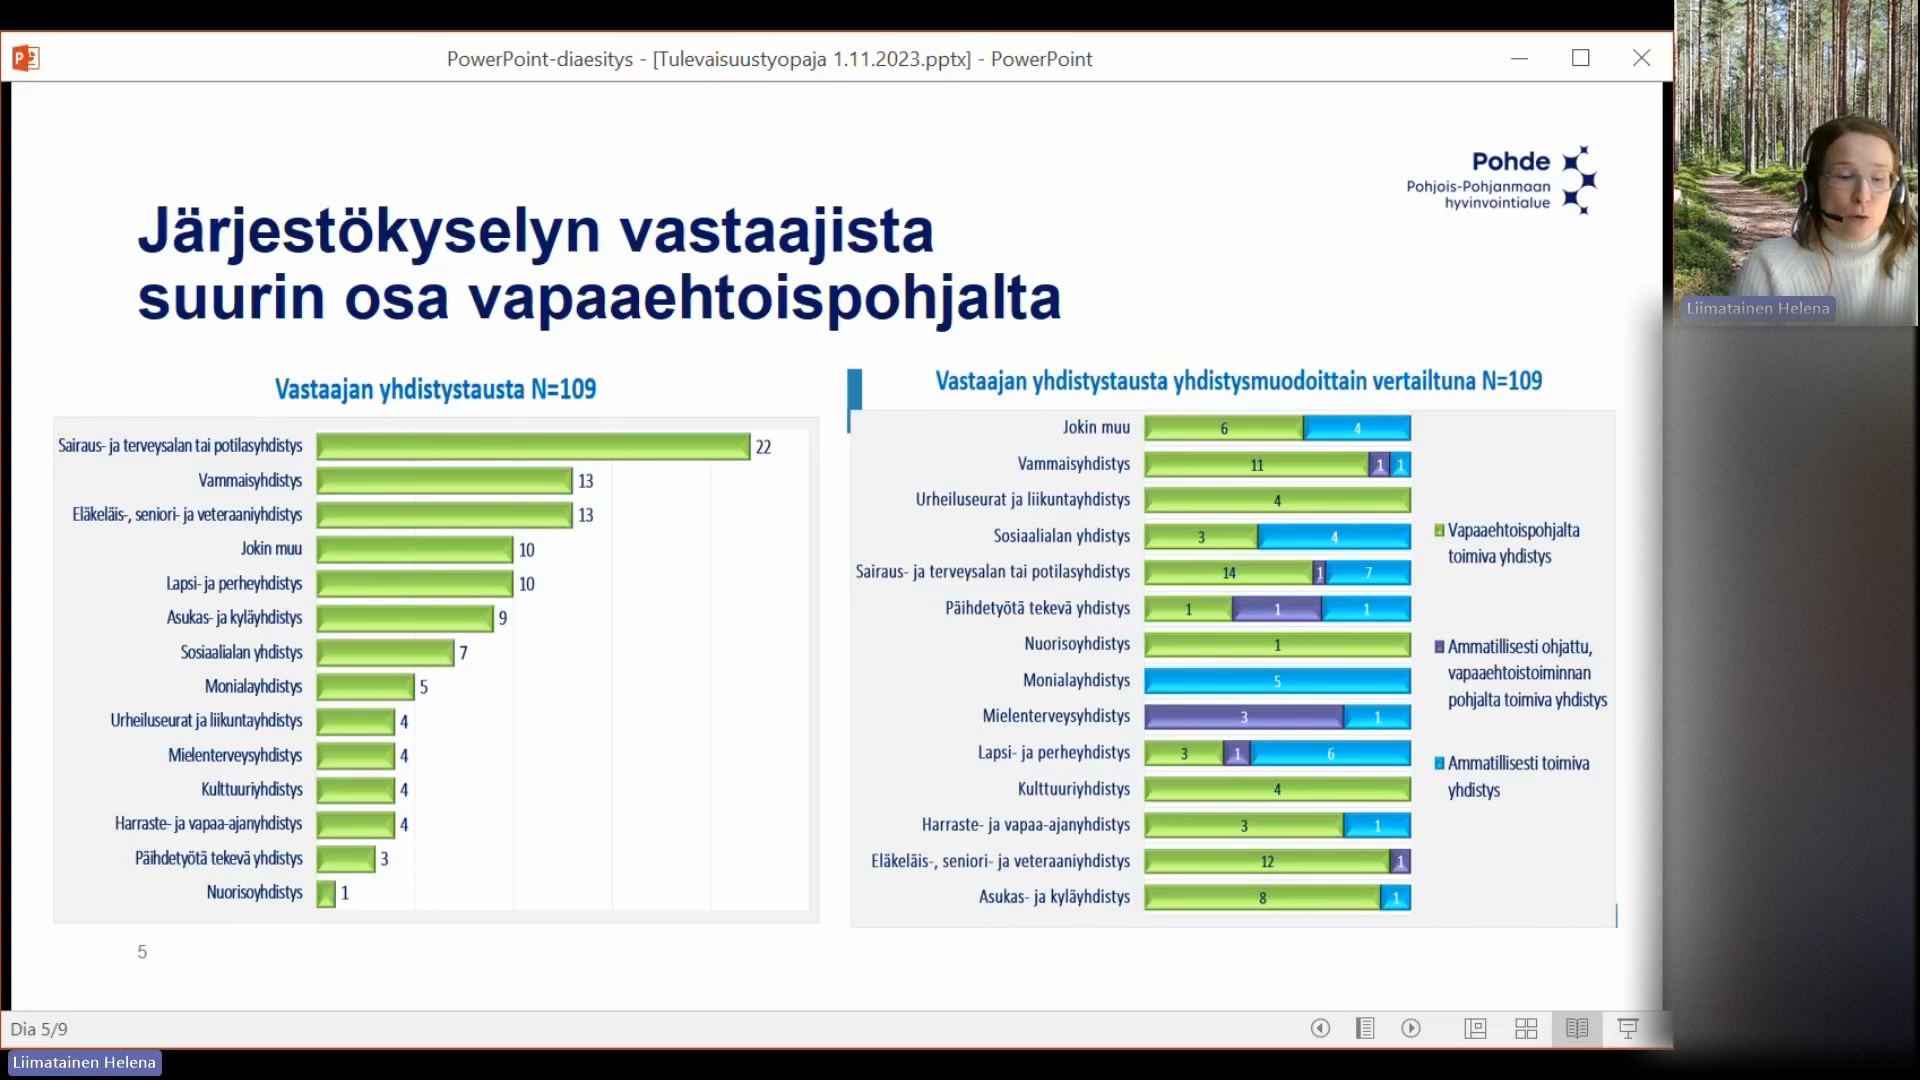 PowerPoint-diaesitys - [Tulevaisuustyopaja 1.11.2023.pptx] - PowerPoint
Pohde
Pohjois-Pohjanmaan
hyvinvointialue
Järjestökyselyn vastaajista
suurin osa vapaaehtoispohjalta
Vastaajan yhdistystausta N=109
Sairaus- ja terveysalan tai potilasyhdistys 22
Vammaisyhdistys 13
Eläkeläis-, seniori- ja veteraaniyhdistys 13
Jokin muu 10
Lapsi- ja perheyhdistys 10
Asukas- ja kyläyhdistys 9
Sosiaalialan yhdistys 7
Monialayhdistys 5
Urheiluseurat ja liikuntayhdistys 4
Mielenterveysyhdistys 4
Kulttuuriyhdistys 4
Harraste- ja vapaa-ajanyhdistys 4
Päihdetyötä tekevä yhdistys 3
Nuorisoyhdistys 1
Vastaajan yhdistystausta yhdistysmuodoittain vertailtuna N=109
Jokin muu 6 4
Vammaisyhdistys 11 1 1
Urheiluseurat ja liikuntayhdistys 4
Sosiaalialan yhdistys 3 4
Sairaus- ja terveysalan tai potilasyhdistys 14 1 7
Päihdetyötä tekevä yhdistys 1 1 1
Nuorisoyhdistys 1
Monialayhdistys 5
Mielenterveysyhdistys 3 1
Lapsi- ja perheyhdistys 3 1 6
Kulttuuriyhdistys 4
Harraste- ja vapaa-ajanyhdistys 3 1
Eläkeläis-, seniori- ja veteraaniyhdistys 12 1
Asukas- ja kyläyhdistys 8 1
Vapaaehtoispohjalta
toimiva yhdistys
Ammatillisesti ohjattu,
vapaaehtoistoiminnan
pohjalta toimiva yhdistys
Ammatillisesti toimiva
yhdistys
5
Dia 5/9
Liimatainen Helena
Liimatainen Helena